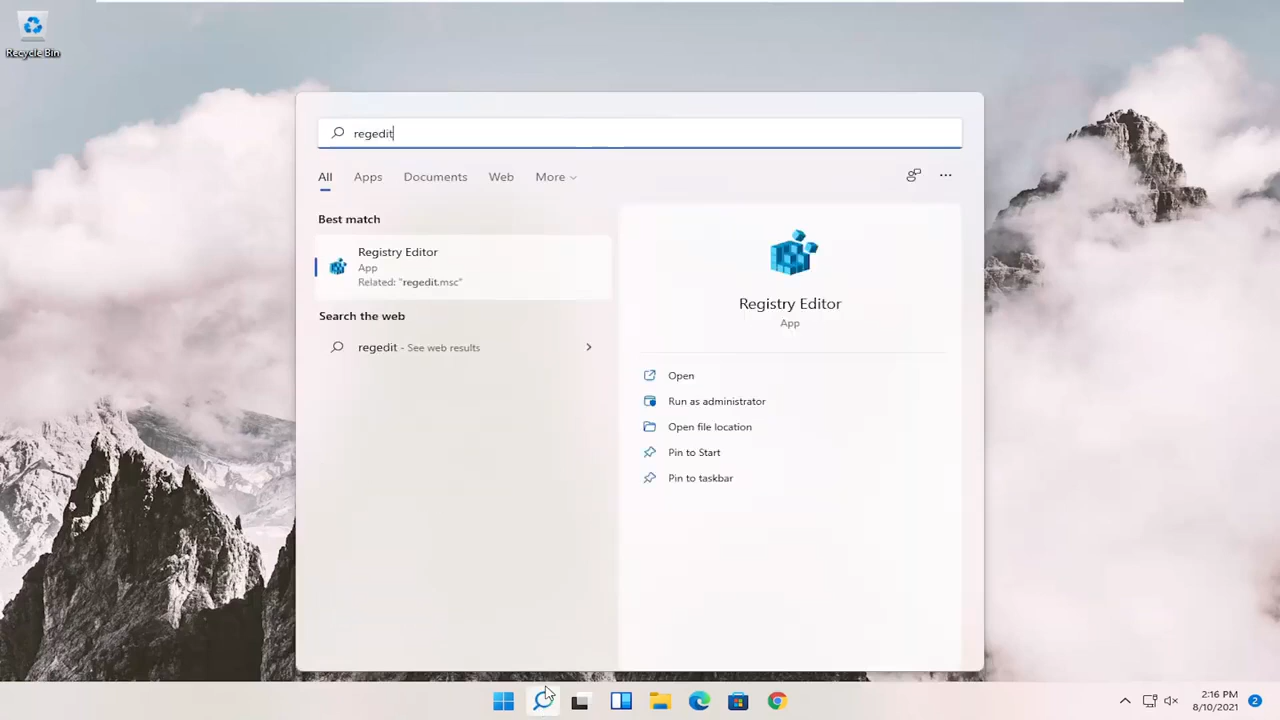 Recycle Bin
regedit
All Apps Documents Web More
Best match
Registry Editor
App
Related: "regedit.msc"
Search the web
regedit - See web results
Registry Editor
App
Open
Run as administrator
Open file location
Pin to Start
Pin to taskbar
2:16 PM
8/10/2021
2